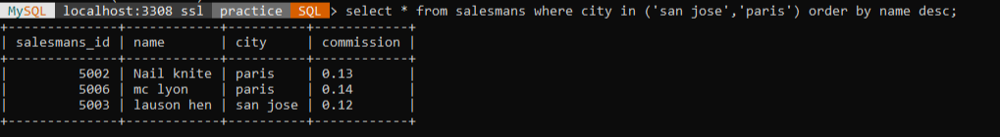 MySQL localhost:3308 ssl practice SQL > select * from salesmans where city in ('san jose','paris') order by name desc;
+--------------+------------+----------+------------+
| salesmans_id | name       | city     | commission |
+--------------+------------+----------+------------+
|         5002 | Nail knite | paris    | 0.13       |
|         5006 | mc lyon    | paris    | 0.14       |
|         5003 | lauson hen | san jose | 0.12       |
+--------------+------------+----------+------------+